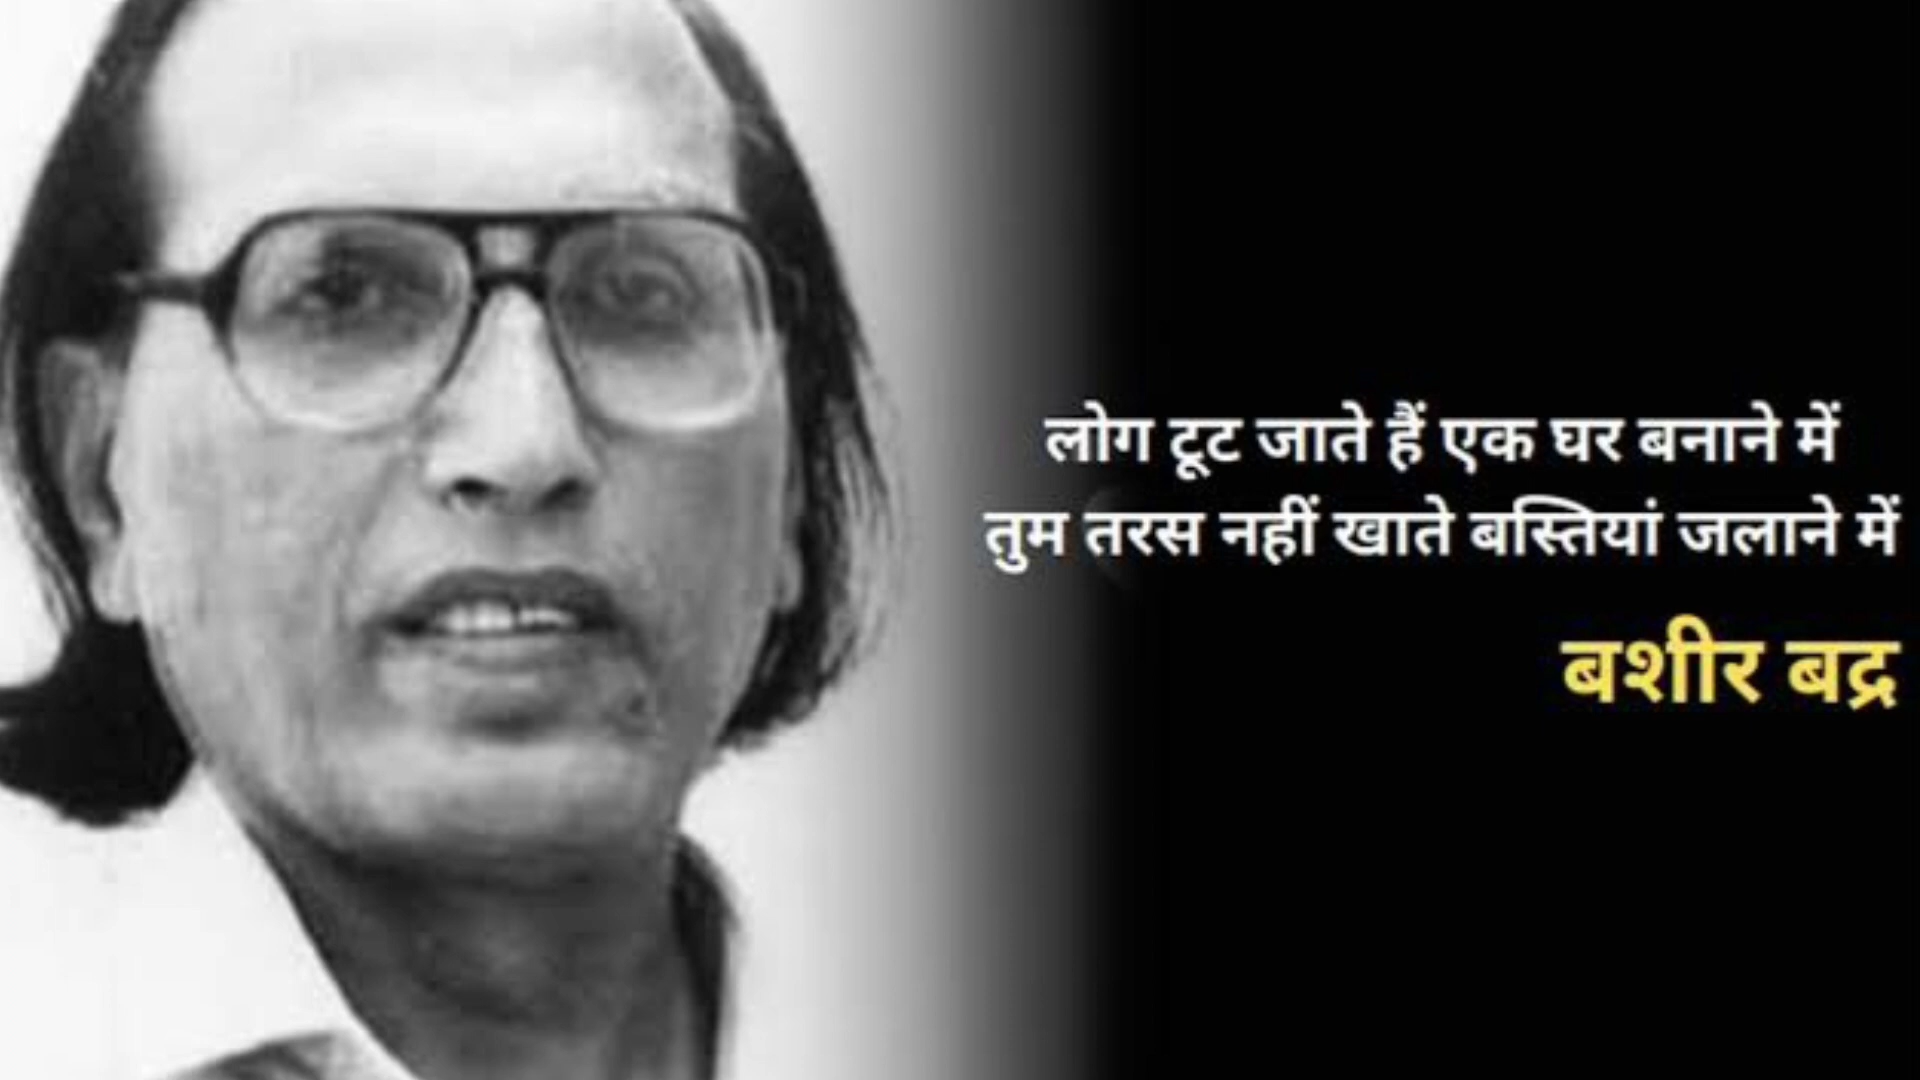 लोग टूट जाते हैं एक घर बनाने में
तुम तरस नहीं खाते बस्तियां जलाने में
बशीर बद्र